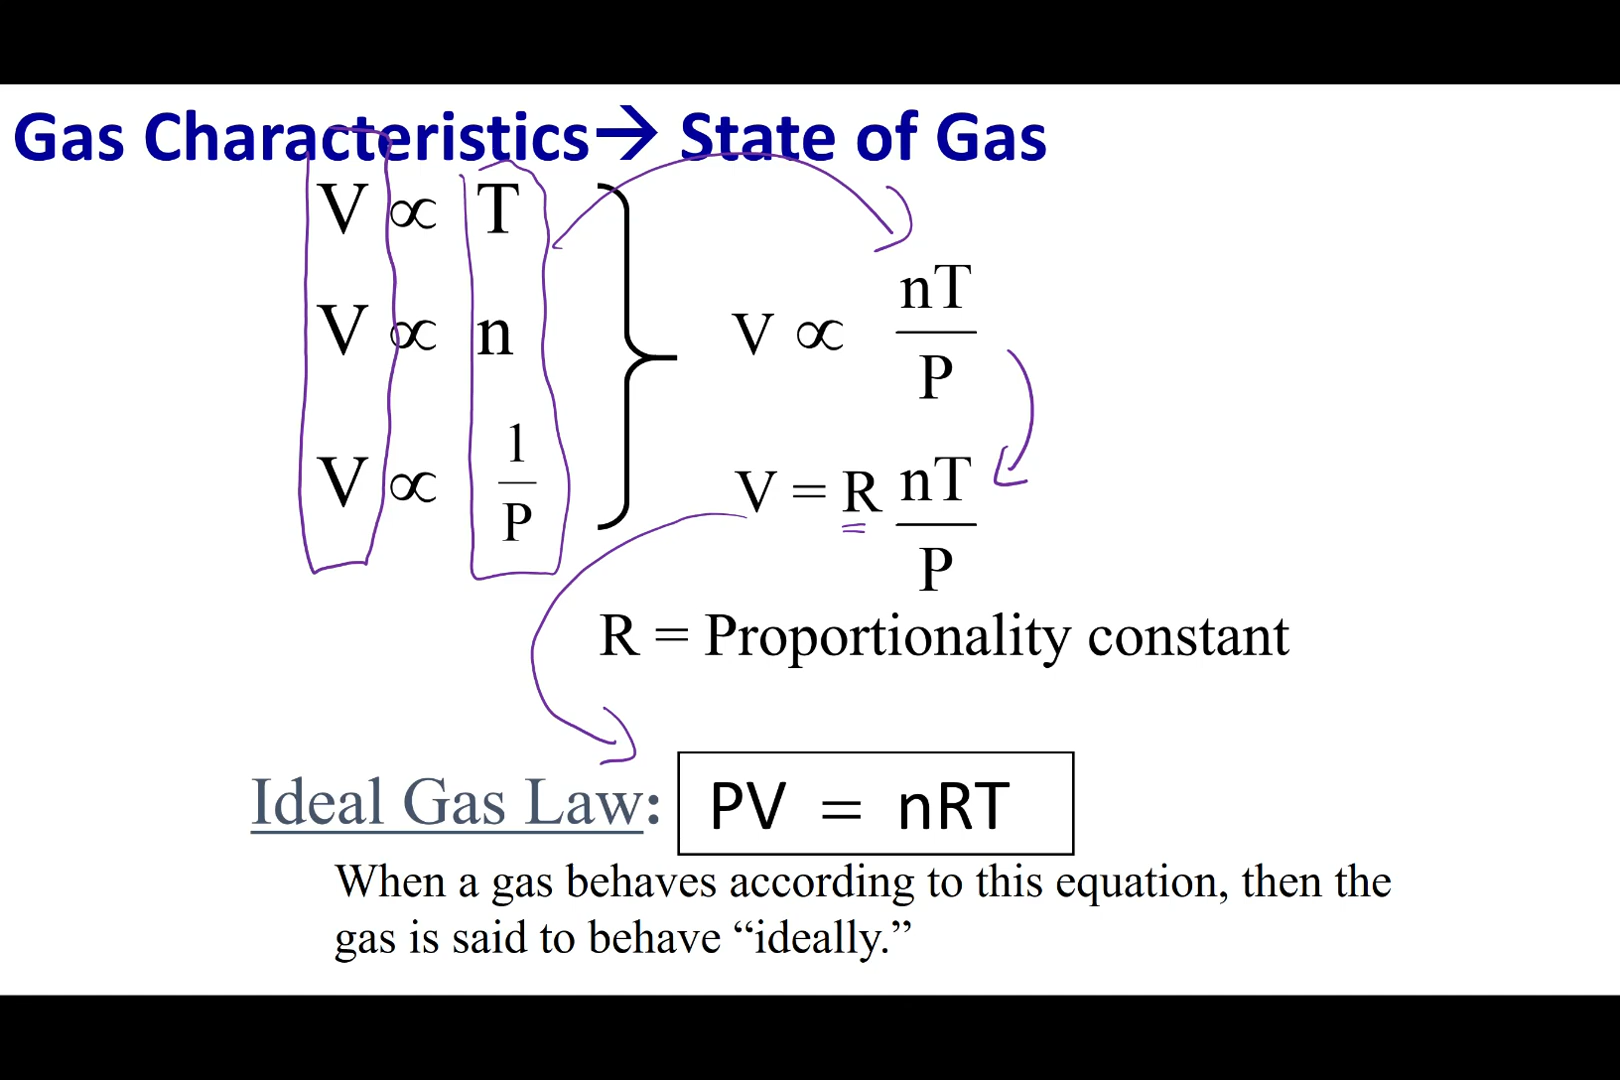 Gas Characteristics→ State of Gas
V ∝ T
V ∝ n
V ∝ 1/P
V ∝ nT/P
V = R nT/P
R = Proportionality constant
Ideal Gas Law: PV = nRT
When a gas behaves according to this equation, then the
gas is said to behave “ideally.”